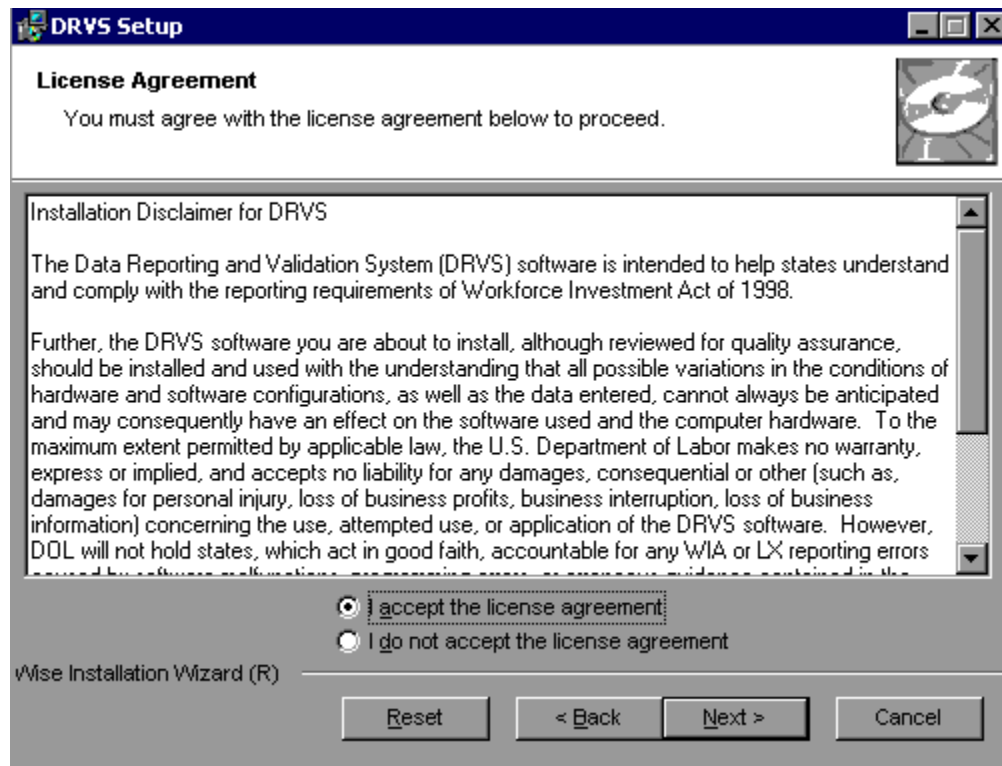 DRVS Setup
License Agreement
You must agree with the license agreement below to proceed.
Installation Disclaimer for DRVS
The Data Reporting and Validation System (DRVS) software is intended to help states understand
and comply with the reporting requirements of Workforce Investment Act of 1998.
Further, the DRVS software you are about to install, although reviewed for quality assurance,
should be installed and used with the understanding that all possible variations in the conditions of
hardware and software configurations, as well as the data entered, cannot always be anticipated
and may consequently have an effect on the software used and the computer hardware.  To the
maximum extent permitted by applicable law, the U.S. Department of Labor makes no warranty,
express or implied, and accepts no liability for any damages, consequential or other (such as,
damages for personal injury, loss of business profits, business interruption, loss of business
information) concerning the use, attempted use, or application of the DRVS software.  However,
DOL will not hold states, which act in good faith, accountable for any WIA or LX reporting errors
I accept the license agreement
I do not accept the license agreement
Wise Installation Wizard (R)
Reset
< Back
Next >
Cancel